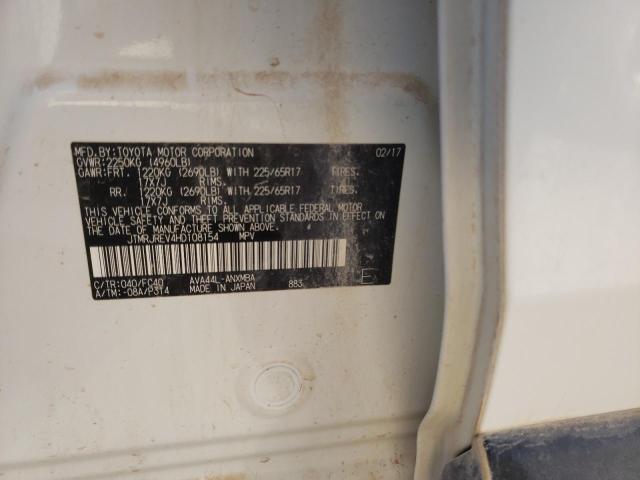 MFD.BY:TOYOTA MOTOR CORPORATION 02/17
GVWR:2250KG (4960LB)
GAWR:FRT. 1220KG (2690LB) WITH 225/65R17 TIRES.
17X7J RIMS.
RR. 1220KG (2690LB) WITH 225/65R17 TIRES.
17X7J RIMS.
THIS VEHICLE CONFORMS TO ALL APPLICABLE FEDERAL MOTOR
VEHICLE SAFETY AND THEFT PREVENTION STANDARDS IN EFFECT ON
THE DATE OF MANUFACTURE SHOWN ABOVE.
JTMRJREV4HD108154 MPV
C/TR:040/FC40 AVA44L-ANXMBA
A/TM:-08A/P314 MADE IN JAPAN 883 E